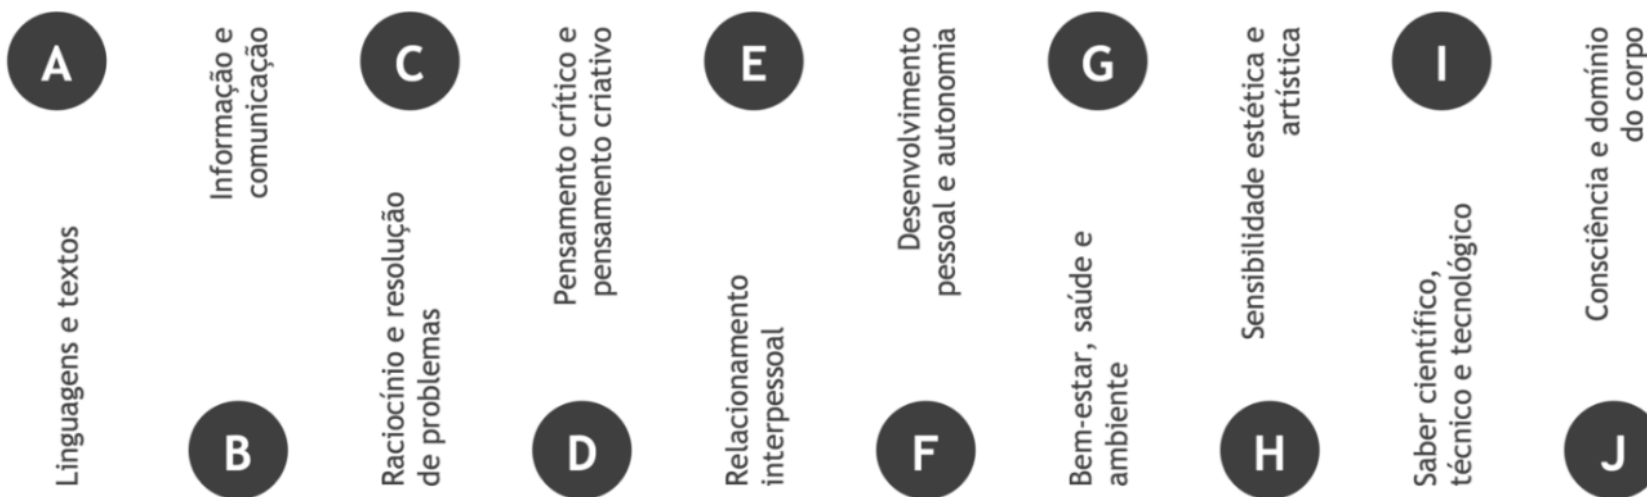 A
Linguagens e textos
Informação e
comunicação
B
C
Raciocínio e resolução
de problemas
Pensamento crítico e
pensamento criativo
D
E
Relacionamento
interpessoal
Desenvolvimento
pessoal e autonomia
F
G
Bem-estar, saúde e
ambiente
Sensibilidade estética e
artística
H
I
Saber científico,
técnico e tecnológico
Consciência e domínio
do corpo
J